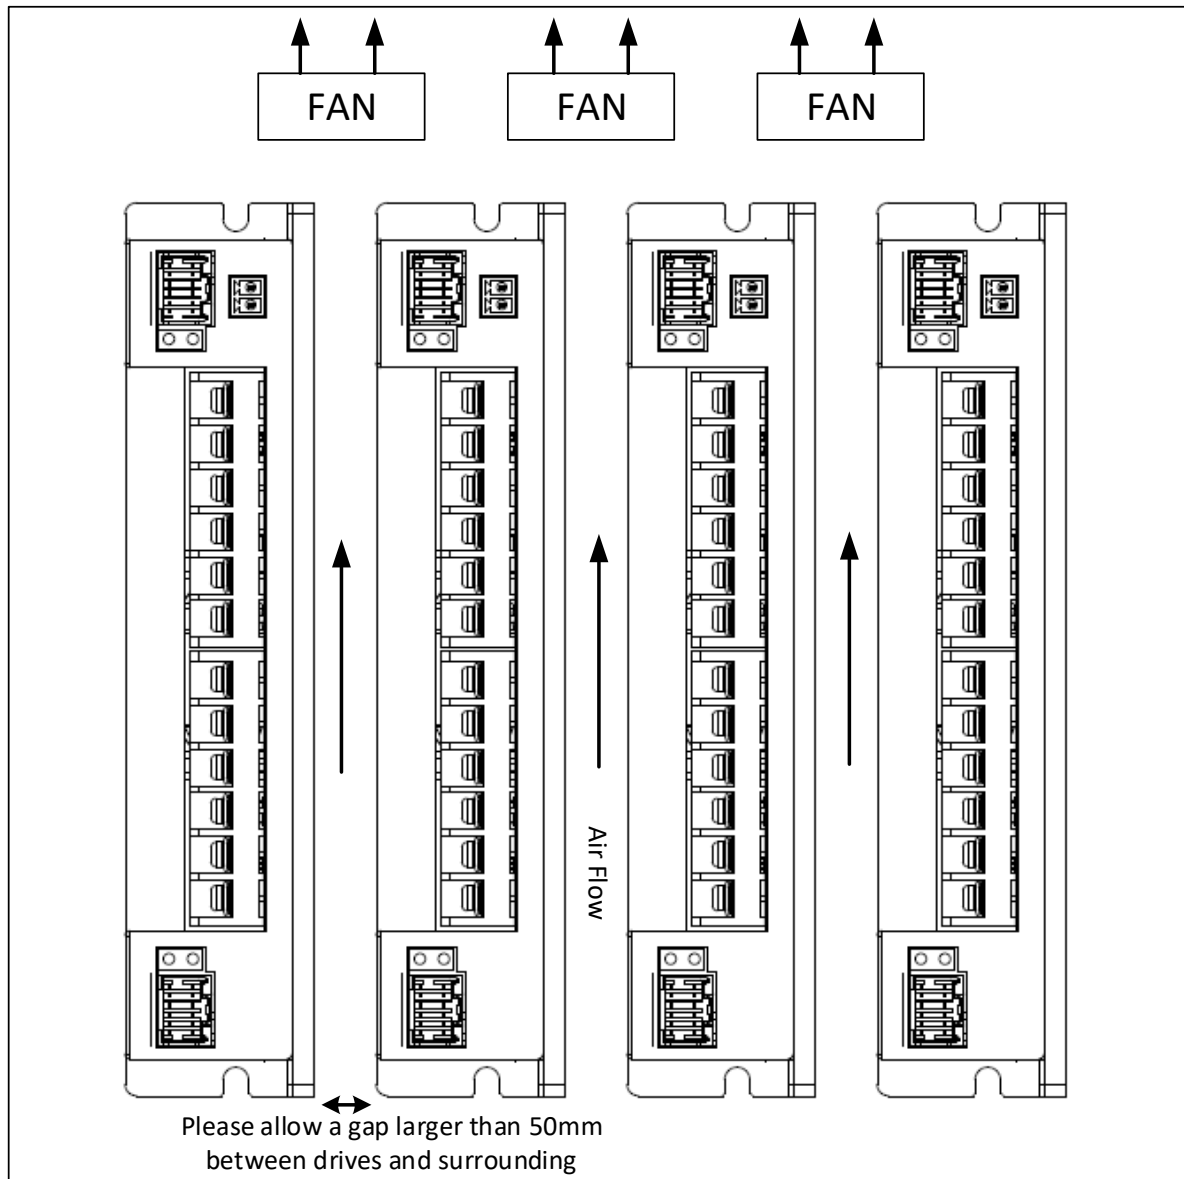 FAN
FAN
FAN
Air Flow
Please allow a gap larger than 50mm
between drives and surrounding